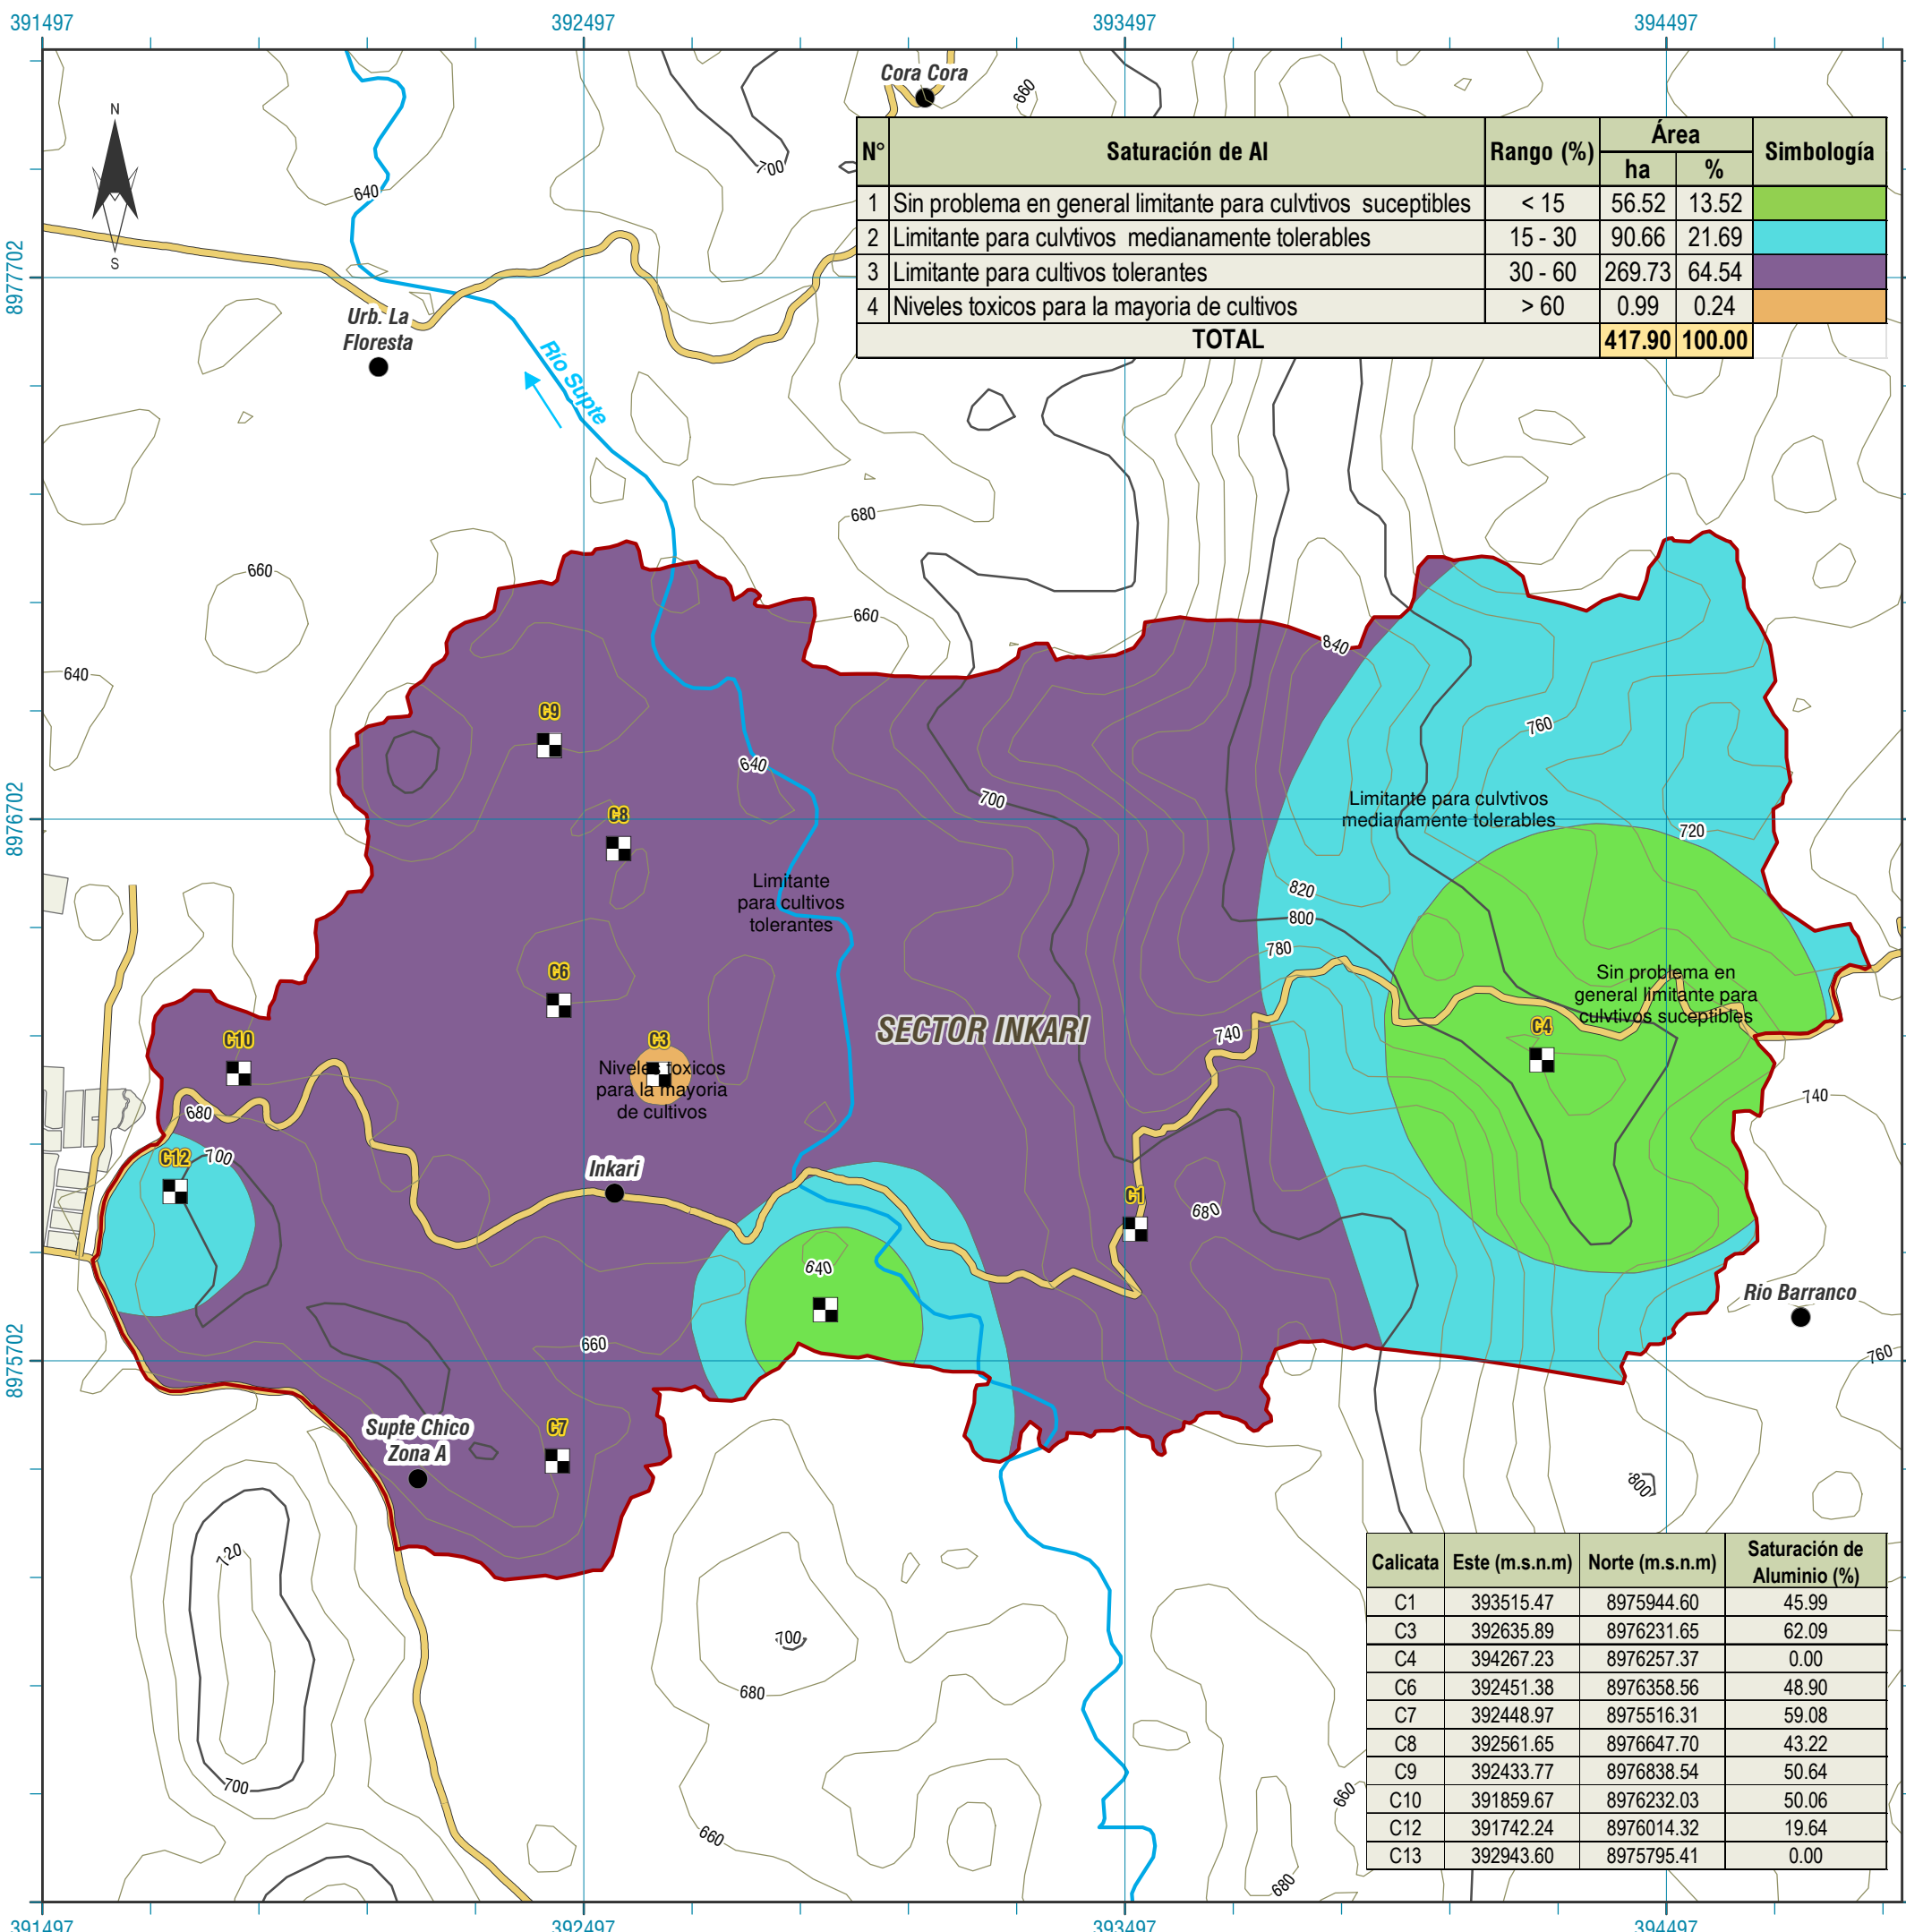 391497 392497 393497 394497
Cora Cora
660
N
700
640
S
N° Saturación de Al Rango (%) Área Simbología
ha %
1 Sin problema en general limitante para culvtivos suceptibles < 15 56.52 13.52
2 Limitante para culvtivos medianamente tolerables 15 - 30 90.66 21.69
3 Limitante para cultivos tolerantes 30 - 60 269.73 64.54
4 Niveles toxicos para la mayoria de cultivos > 60 0.99 0.24
TOTAL 417.90 100.00
8977702
Urb. La
Floresta
Río Supte
680
660
660
840
640
C9
760
640
700
Limitante para culvtivos
medianamente tolerables
8976702
C8
720
Limitante
para cultivos
tolerantes
820
800
780
C6
Sin problema en
general limitante para
culvtivos suceptibles
SECTOR INKARI
C10
C3
740
C4
Niveles toxicos
para la mayoria
de cultivos
680
740
C12
700
Inkari
C1
680
640
Rio Barranco
660
8975702
760
Supte Chico
Zona A
C7
800
720
700
680
700
660
660
680
Calicata Este (m.s.n.m) Norte (m.s.n.m) Saturación de
Aluminio (%)
C1 393515.47 8975944.60 45.99
C3 392635.89 8976231.65 62.09
C4 394267.23 8976257.37 0.00
C6 392451.38 8976358.56 48.90
C7 392448.97 8975516.31 59.08
C8 392561.65 8976647.70 43.22
C9 392433.77 8976838.54 50.64
C10 391859.67 8976232.03 50.06
C12 391742.24 8976014.32 19.64
C13 392943.60 8975795.41 0.00
391497 392497 393497 394497